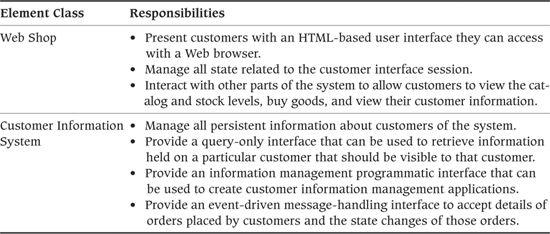 Element Class Responsibilities
Web Shop • Present customers with an HTML-based user interface they can access
with a Web browser.
• Manage all state related to the customer interface session.
• Interact with other parts of the system to allow customers to view the cat-
alog and stock levels, buy goods, and view their customer information.
Customer Information • Manage all persistent information about customers of the system.
System • Provide a query-only interface that can be used to retrieve information
held on a particular customer that should be visible to that customer.
• Provide an information management programmatic interface that can
be used to create customer information management applications.
• Provide an event-driven message-handling interface to accept details of
orders placed by customers and the state changes of those orders.